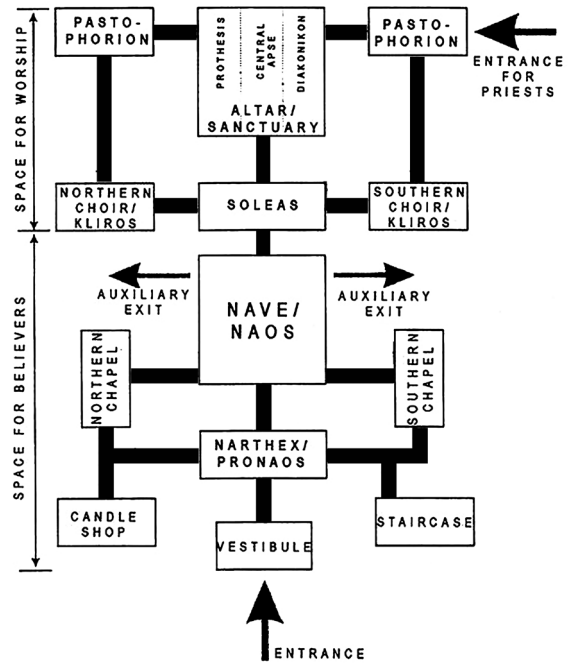 PASTO-
PHORION
PROTHESIS
CENTRAL
APSE
DIAKONIKON
ALTAR/
SANCTUARY
PASTO-
PHORION
ENTRANCE
FOR
PRIESTS
SPACE FOR WORSHIP
NORTHERN
CHOIR/
KLIROS
SOLEAS
SOUTHERN
CHOIR/
KLIROS
AUXILIARY
EXIT
NAVE/
NAOS
AUXILIARY
EXIT
SPACE FOR BELIEVERS
NORTHERN
CHAPEL
SOUTHERN
CHAPEL
NARTHEX/
PRONAOS
CANDLE
SHOP
VESTIBULE
STAIRCASE
ENTRANCE